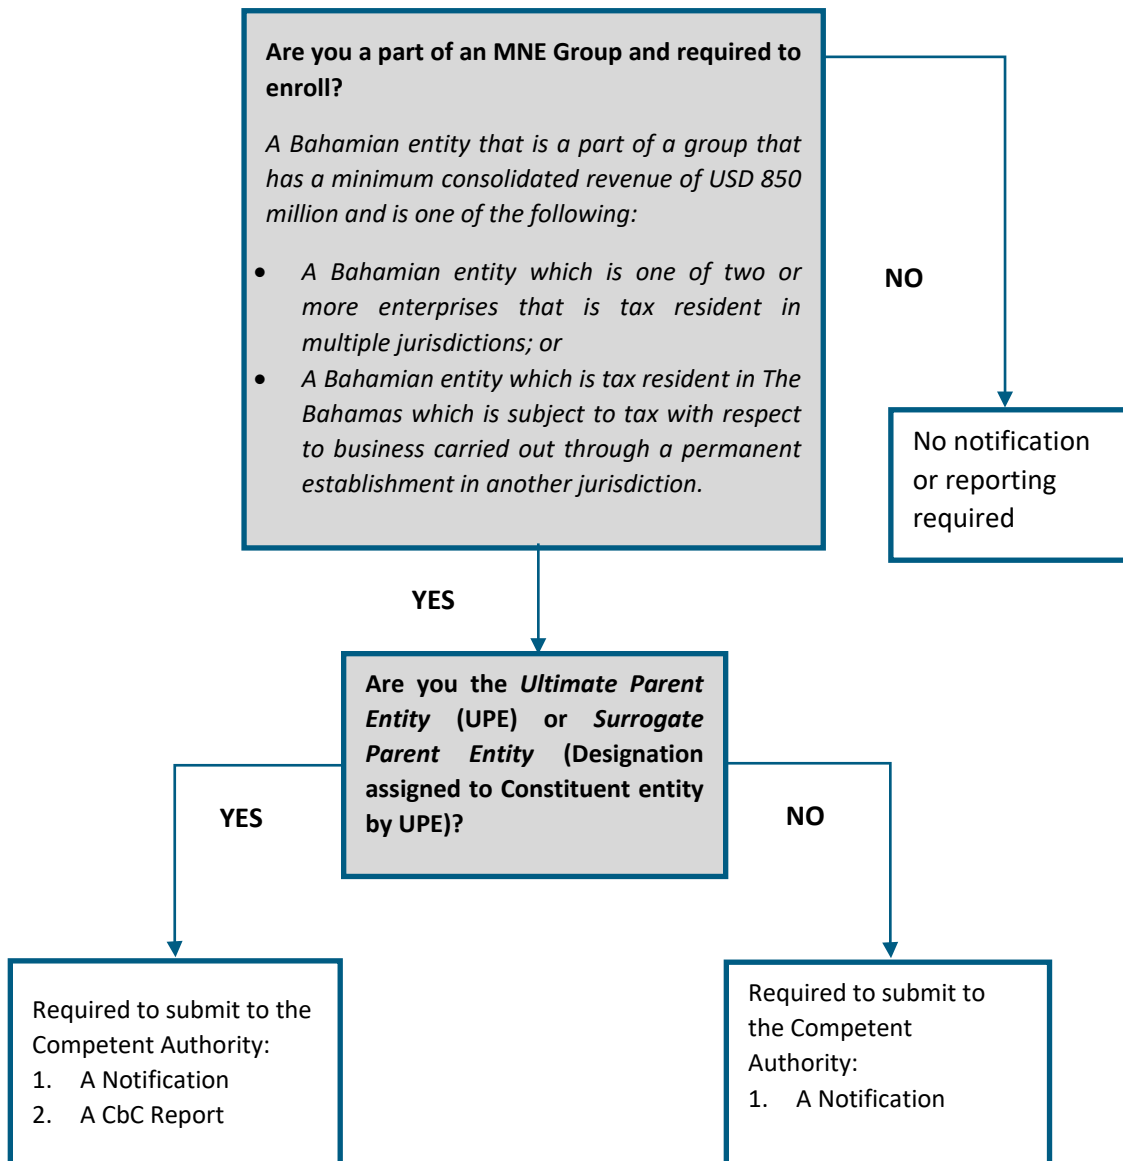 Are you a part of an MNE Group and required to
enroll?
A Bahamian entity that is a part of a group that
has a minimum consolidated revenue of USD 850
million and is one of the following:
• A Bahamian entity which is one of two or
more enterprises that is tax resident in
multiple jurisdictions; or
• A Bahamian entity which is tax resident in The
Bahamas which is subject to tax with respect
to business carried out through a permanent
establishment in another jurisdiction.
NO
No notification
or reporting
required
YES
Are you the Ultimate Parent
Entity (UPE) or Surrogate
Parent Entity (Designation
assigned to Constituent entity
by UPE)?
YES
NO
Required to submit to the
Competent Authority:
1. A Notification
2. A CbC Report
Required to submit to
the Competent
Authority:
1. A Notification